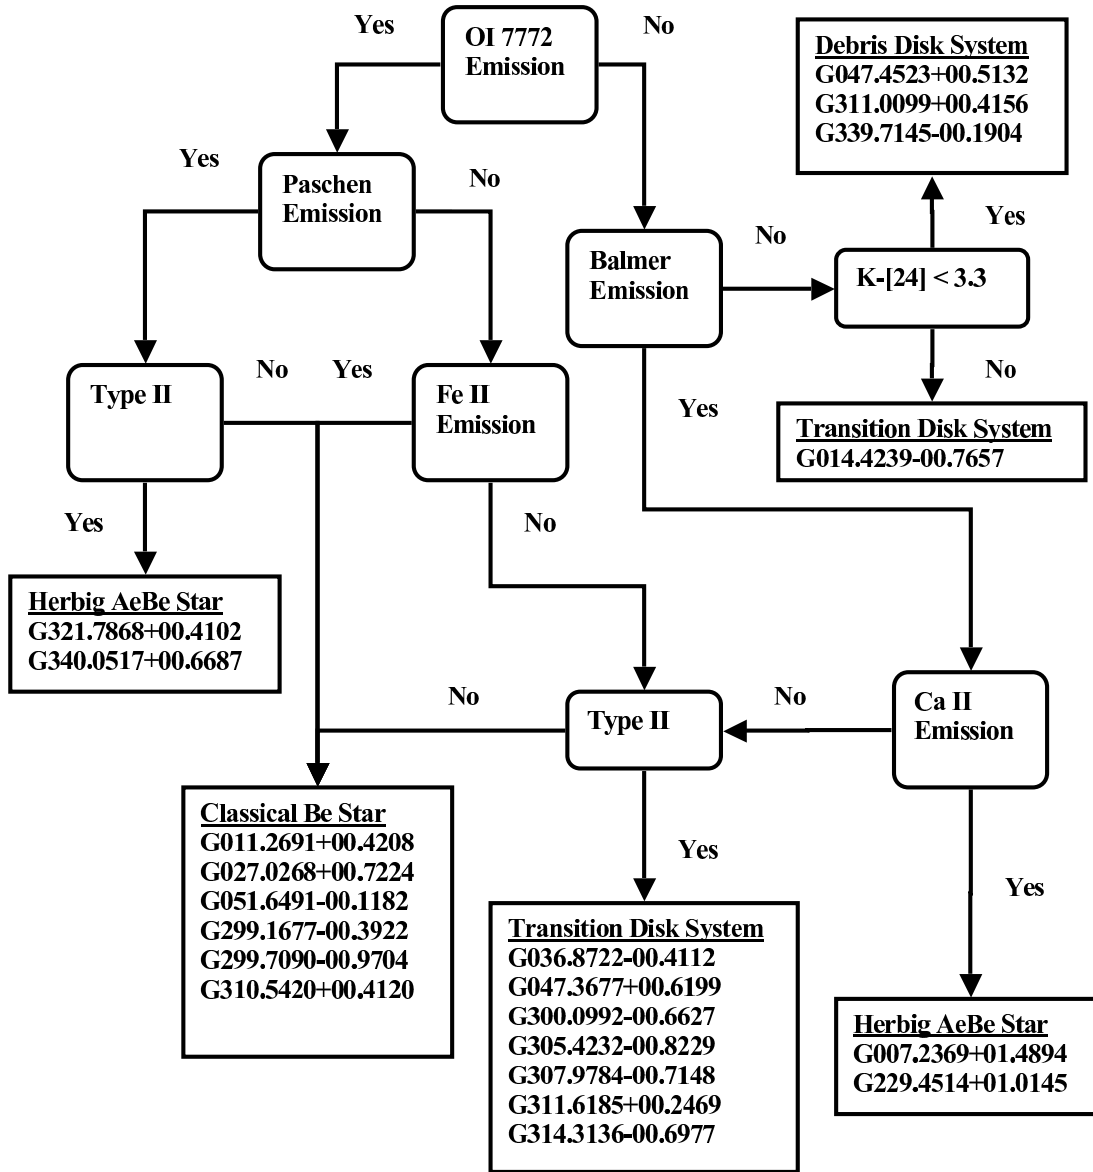 Yes
OI 7772
Emission
No
Debris Disk System
G047.4523+00.5132
G311.0099+00.4156
G339.7145-00.1904
Yes
Paschen
Emission
No
Yes
No
Balmer
Emission
K-[24] < 3.3
No
Type II
No
Yes
Fe II
Emission
Yes
Transition Disk System
G014.4239-00.7657
Yes
No
Herbig AeBe Star
G321.7868+00.4102
G340.0517+00.6687
No
Type II
No
Ca II
Emission
Classical Be Star
G011.2691+00.4208
G027.0268+00.7224
G051.6491-00.1182
G299.1677-00.3922
G299.7090-00.9704
G310.5420+00.4120
Yes
Yes
Transition Disk System
G036.8722-00.4112
G047.3677+00.6199
G300.0992-00.6627
G305.4232-00.8229
G307.9784-00.7148
G311.6185+00.2469
G314.3136-00.6977
Herbig AeBe Star
G007.2369+01.4894
G229.4514+01.0145